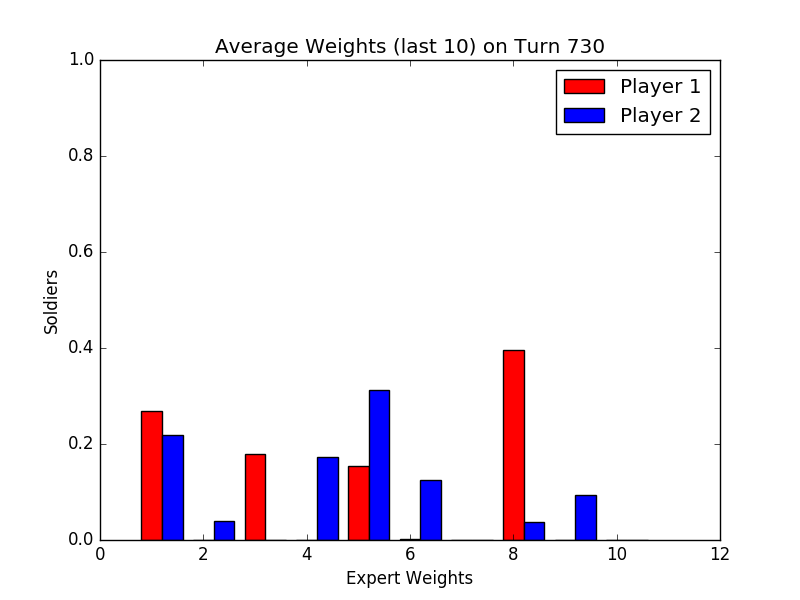 Average Weights (last 10) on Turn 730
1.0
0.8
0.6
0.4
0.2
0.0
Soldiers
Player 1
Player 2
0 2 4 6 8 10 12
Expert Weights